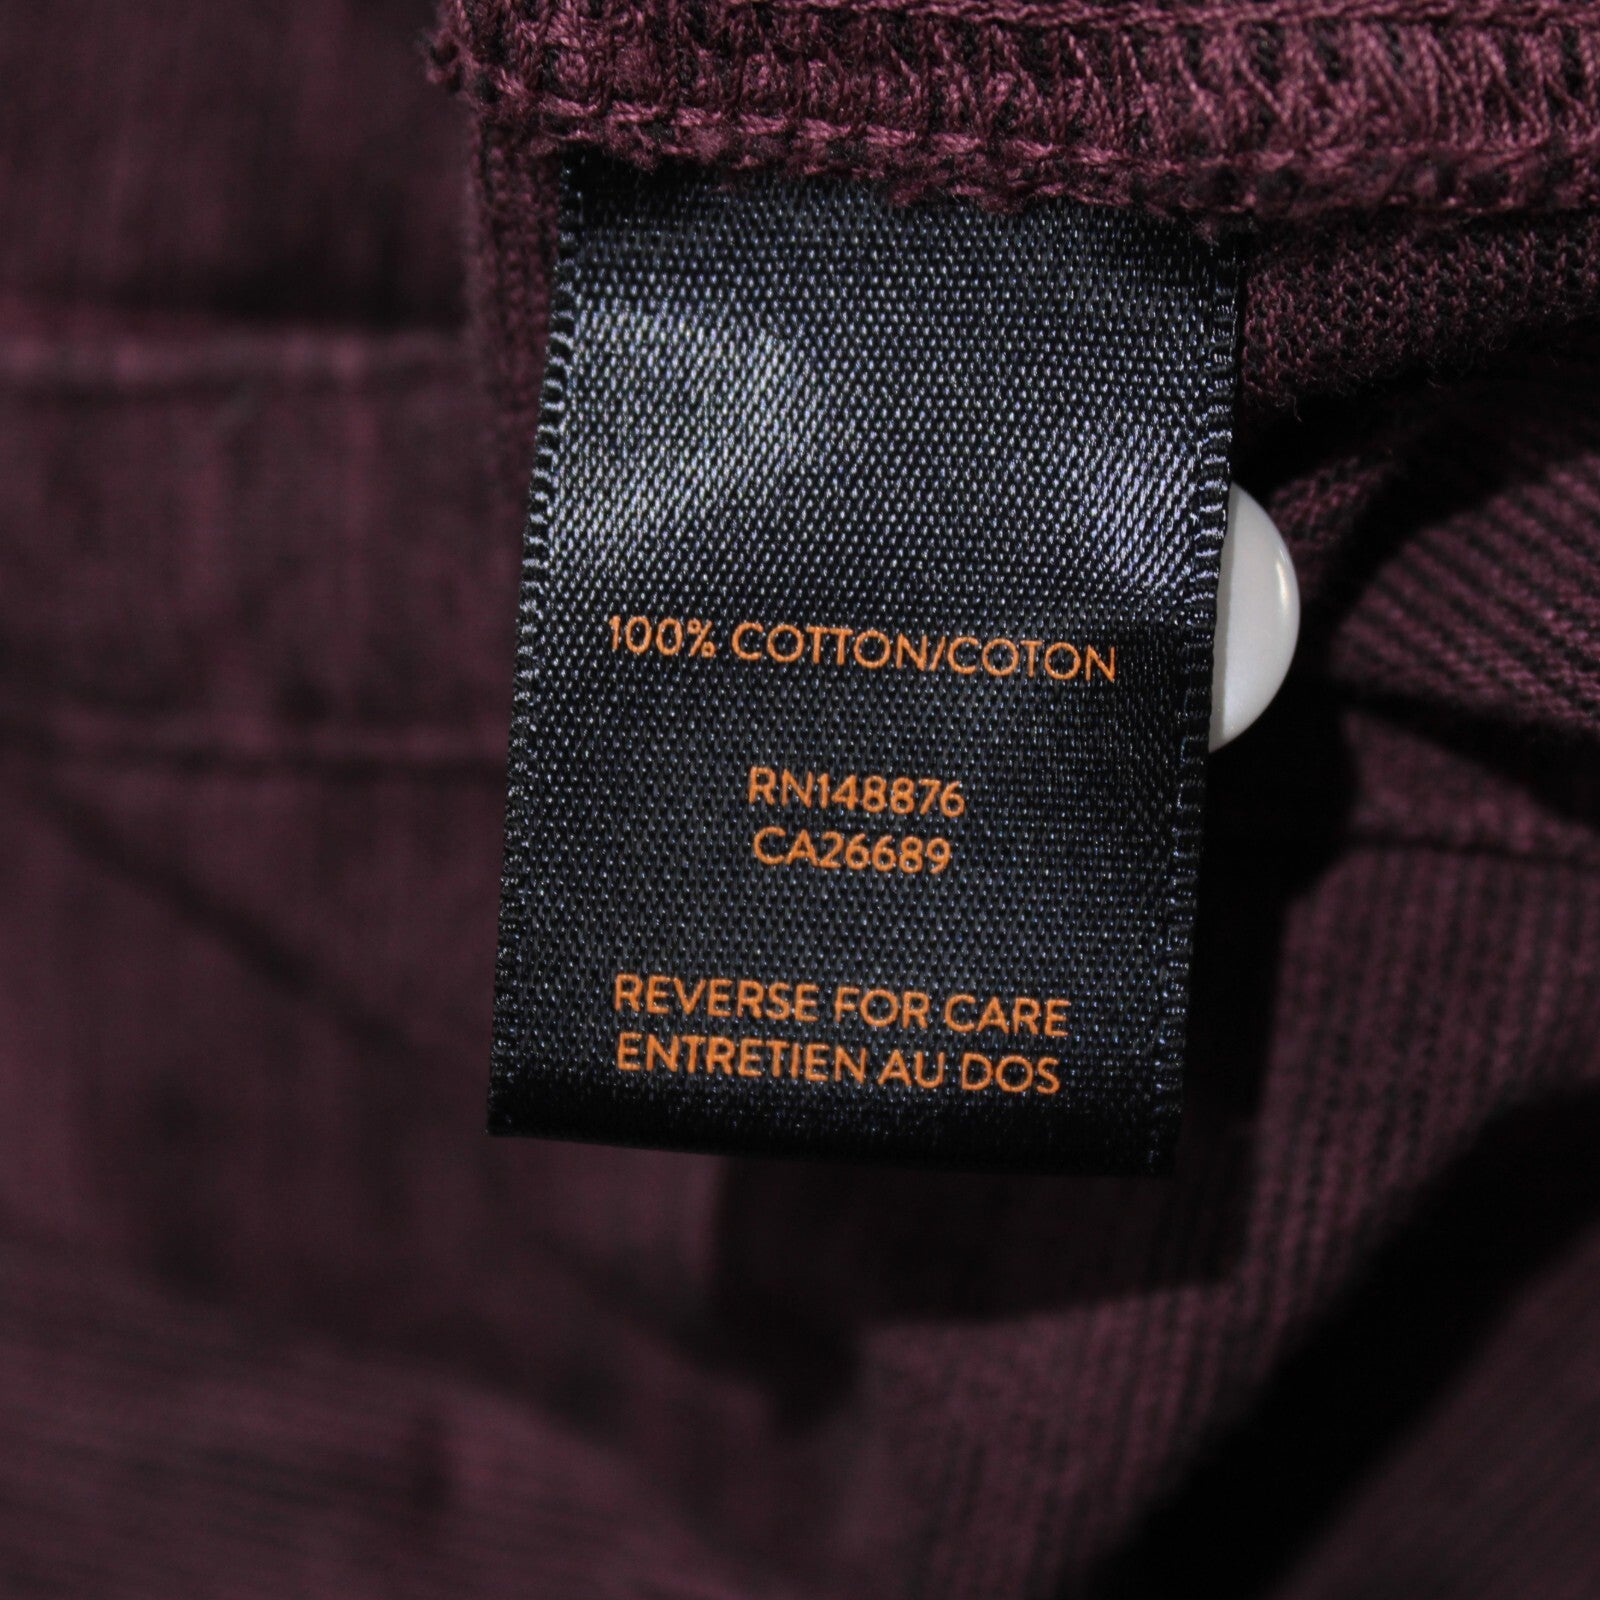 100% COTTON/COTON
RN148876
CA26689
REVERSE FOR CARE
ENTRETIEN AU DOS